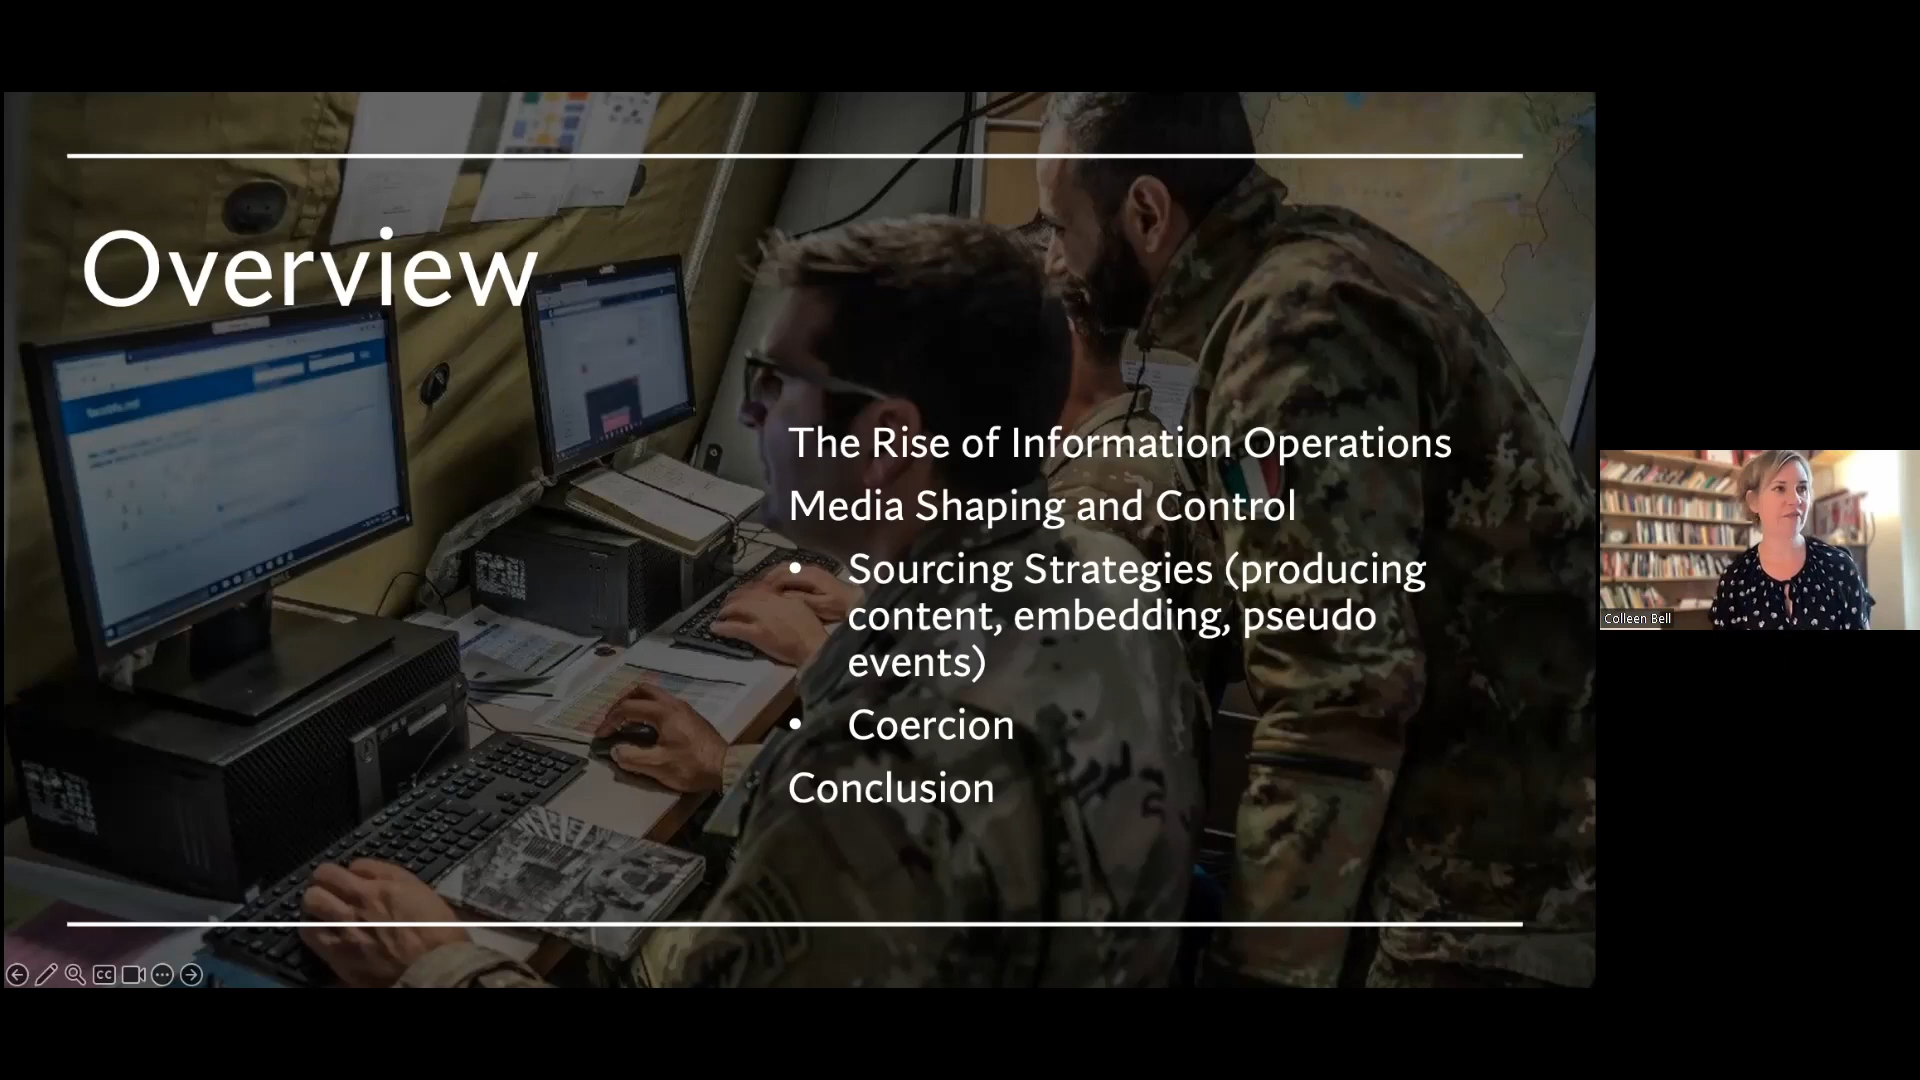 Overview
The Rise of Information Operations
Media Shaping and Control
• Sourcing Strategies (producing
content, embedding, pseudo
events)
• Coercion
Conclusion
Colleen Bell
CC